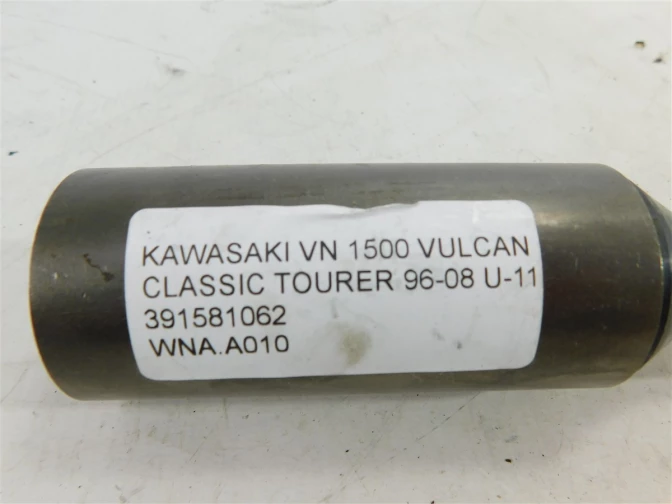 KAWASAKI VN 1500 VULCAN
CLASSIC TOURER 96-08 U-11
391581062
WNA.A010